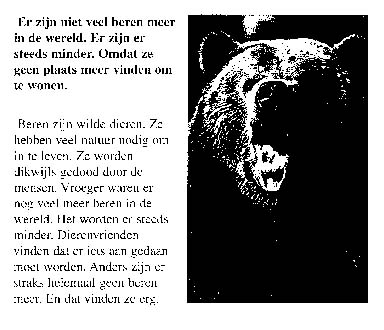 Er zijn niet veel beren meer
in de wereld. Er zijn er
steeds minder. Omdat ze
geen plaats meer vinden om
te wonen.
Beren zijn wilde dieren. Ze
hebben veel natuur nodig om
in te leven. Ze worden
dikwijls gedood door de
mensen. Vroeger waren er
nog veel meer beren in de
wereld. Het worden er steeds
minder. Dierenvrienden
vinden dat er iets aan gedaan
moet worden. Anders zijn er
straks helemaal geen beren
meer. En dat vinden ze erg.